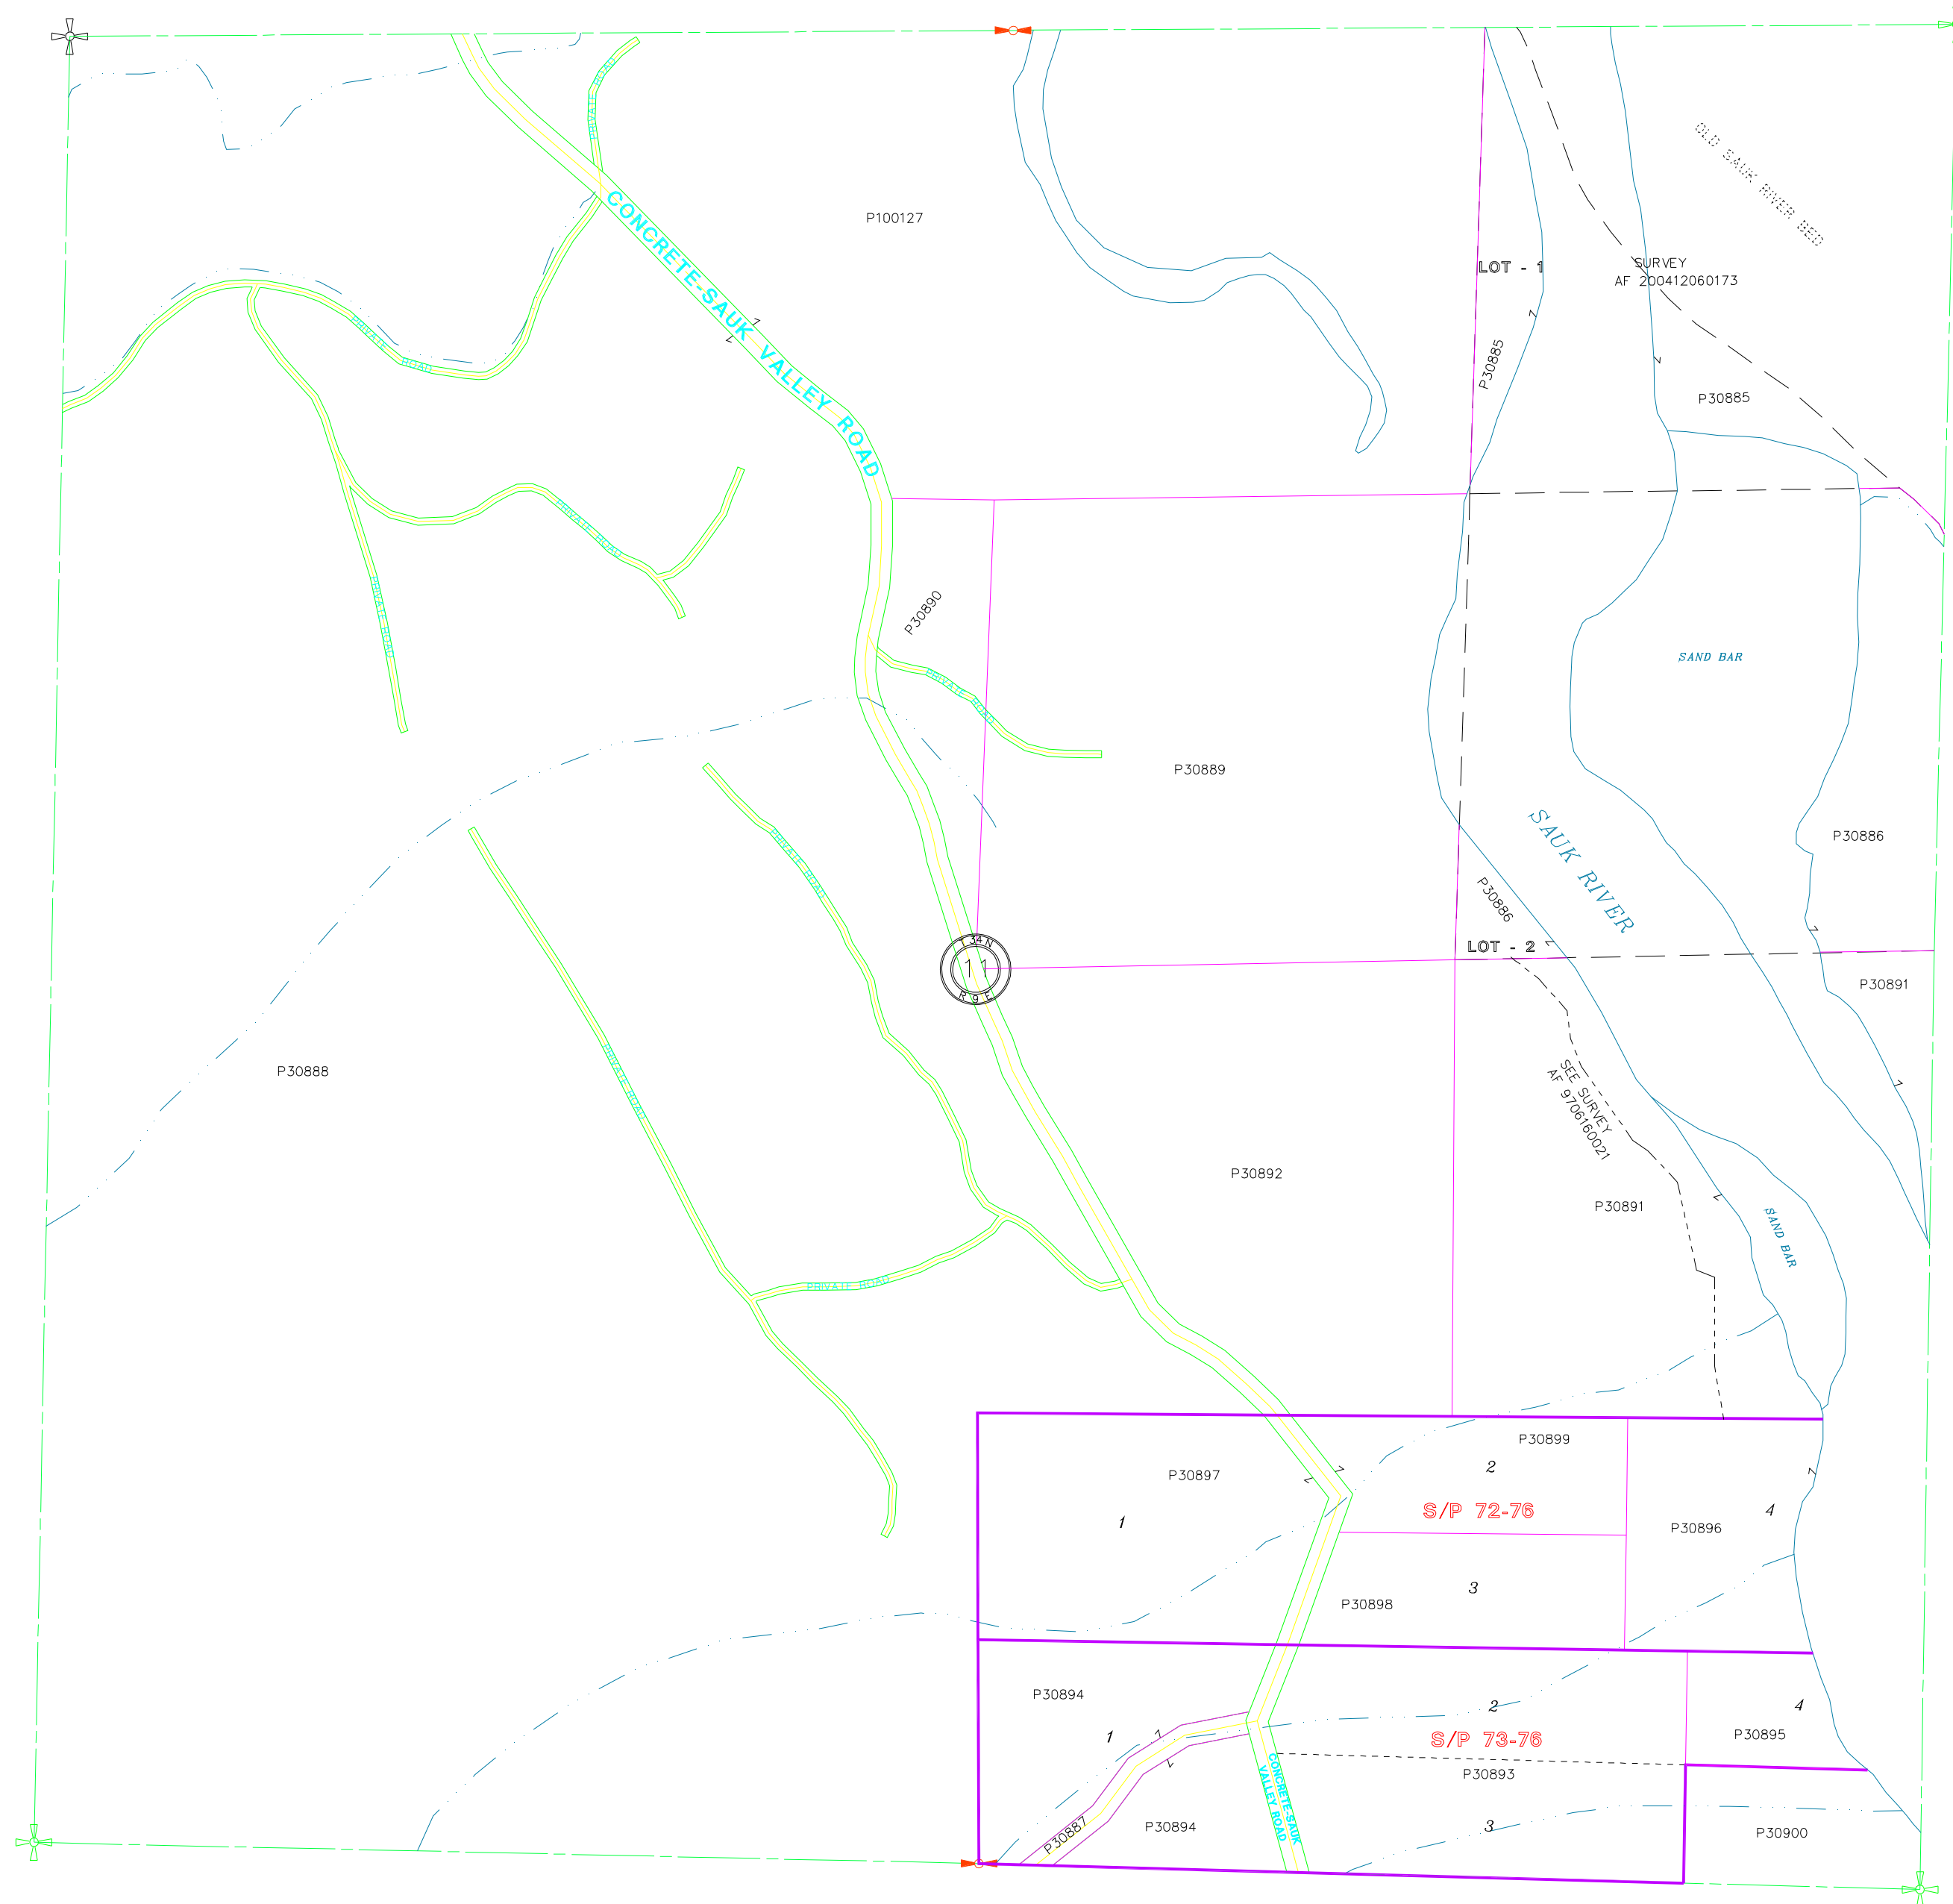 PRIVATE ROAD
OLD SAUK RIVER BED
CONCRETE-SAUK VALLEY ROAD
P100127
LOT - 1
SURVEY
AF 200412060173
PRIVATE ROAD
P30885
P30885
PRIVATE ROAD
PRIVATE ROAD
P30890
SAND BAR
PRIVATE ROAD
P30889
SAUK RIVER
P30886
PRIVATE ROAD
P30886
LOT - 2
T 34 N
11
R 9 E
P30891
P30888
PRIVATE ROAD
SEE SURVEY
AF 9706160021
P30892
P30891
SAND BAR
PRIVATE ROAD
P30899
P30897
2
S/P 72-76
1
4
P30896
3
P30898
P30894
2
4
1
S/P 73-76
P30895
P30893
CONCRETE-SAUK
VALLEY ROAD
P30887
P30894
3
P30900